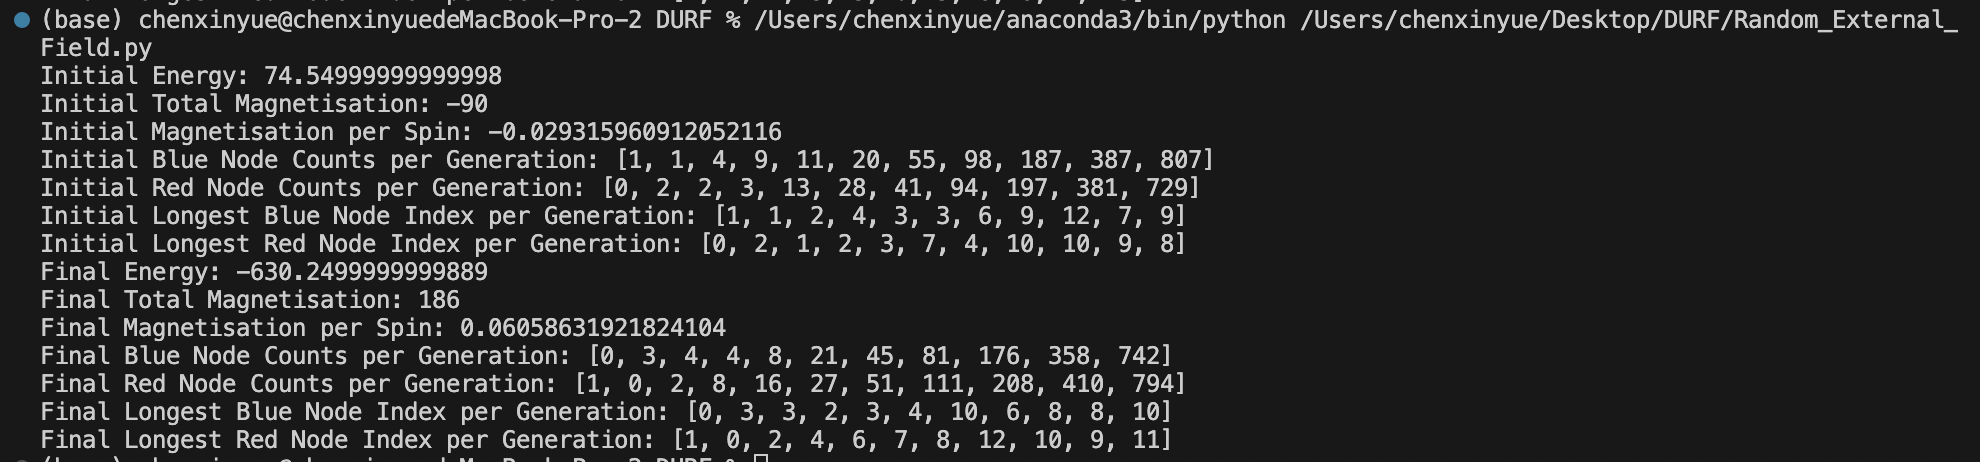 (base) chenxinyue@chenxinyuedeMacBook-Pro-2 DURF % /Users/chenxinyue/anaconda3/bin/python /Users/chenxinyue/Desktop/DURF/Random_External_
Field.py
Initial Energy: 74.54999999999998
Initial Total Magnetisation: -90
Initial Magnetisation per Spin: -0.029315960912052116
Initial Blue Node Counts per Generation: [1, 1, 4, 9, 11, 20, 55, 98, 187, 387, 807]
Initial Red Node Counts per Generation: [0, 2, 2, 3, 13, 28, 41, 94, 197, 381, 729]
Initial Longest Blue Node Index per Generation: [1, 1, 2, 4, 3, 3, 6, 9, 12, 7, 9]
Initial Longest Red Node Index per Generation: [0, 2, 1, 2, 3, 7, 4, 10, 10, 9, 8]
Final Energy: -630.2499999999889
Final Total Magnetisation: 186
Final Magnetisation per Spin: 0.06058631921824104
Final Blue Node Counts per Generation: [0, 3, 4, 4, 8, 21, 45, 81, 176, 358, 742]
Final Red Node Counts per Generation: [1, 0, 2, 8, 16, 27, 51, 111, 208, 410, 794]
Final Longest Blue Node Index per Generation: [0, 3, 3, 2, 3, 4, 10, 6, 8, 8, 10]
Final Longest Red Node Index per Generation: [1, 0, 2, 4, 6, 7, 8, 12, 10, 9, 11]